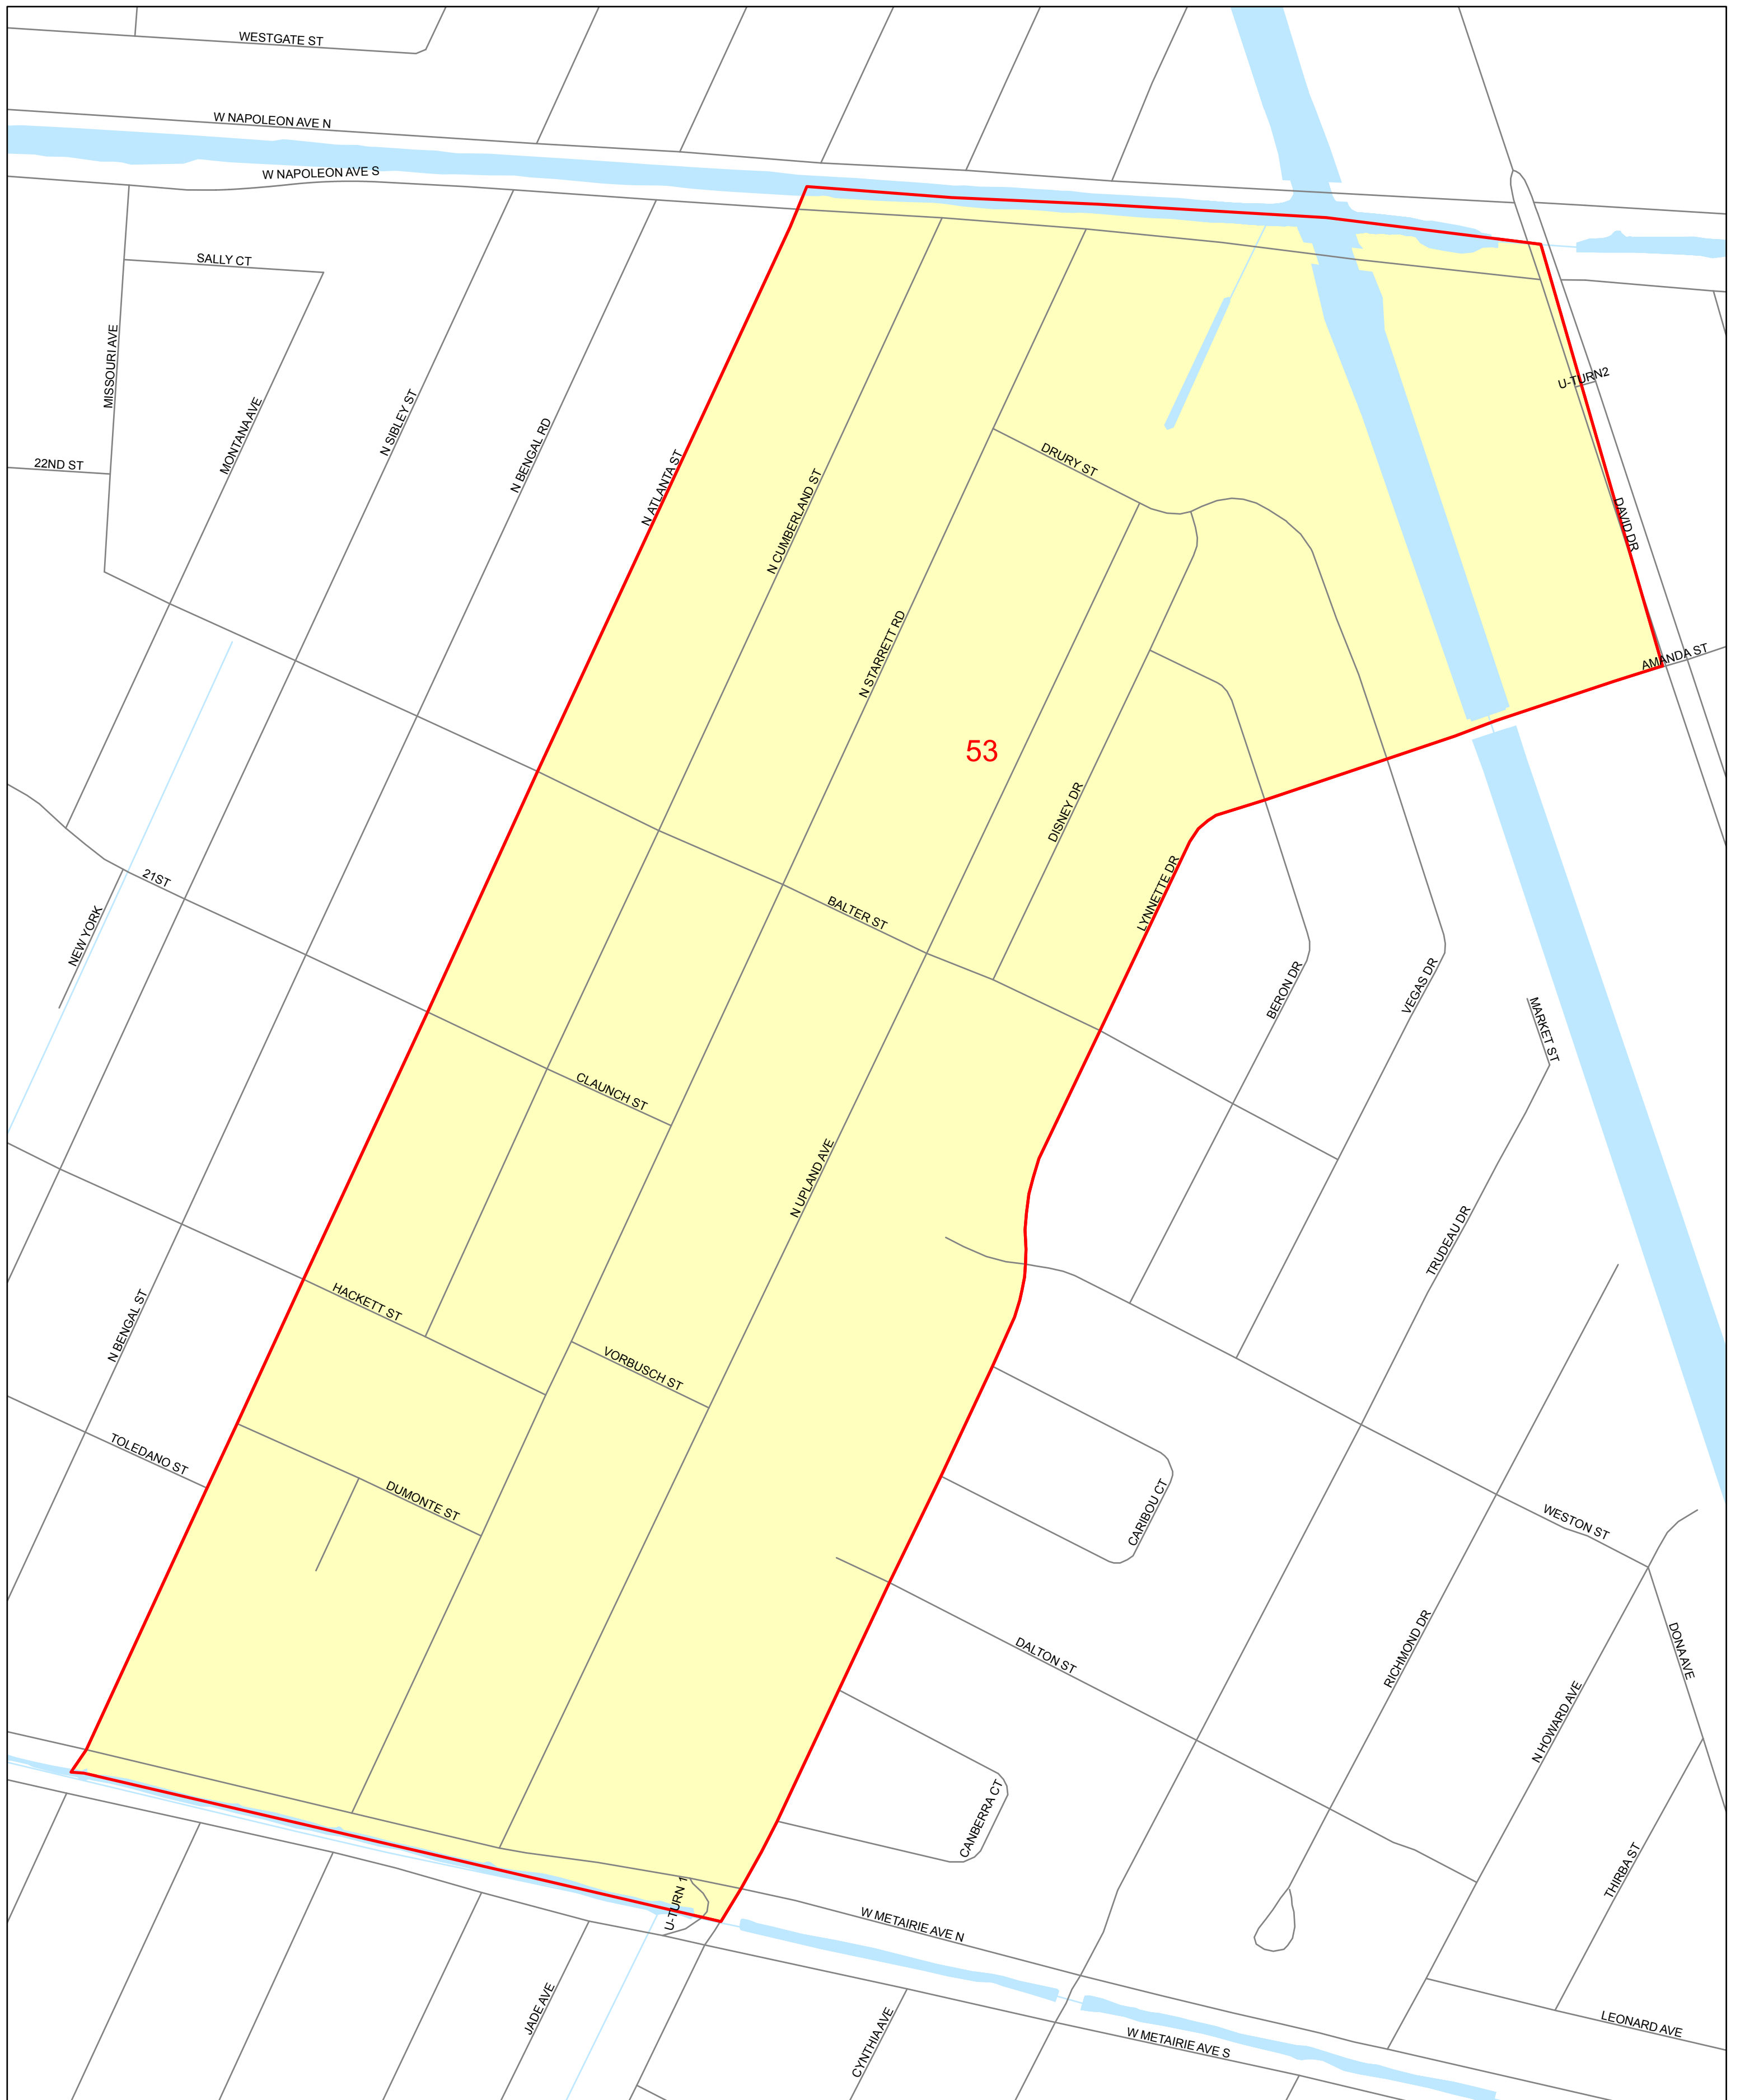 WESTGATE ST
W NAPOLEON AVE N
W NAPOLEON AVE S
SALLY CT
MISSOURI AVE
MONTANA AVE
N SIBLEY ST
N BENGAL RD
N ATLANTA ST
N CUMBERLAND ST
22ND ST
U-TURN2
DRURY ST
DAVID DR
N STARRETT RD
AMANDA ST
53
DISNEY DR
21ST
NEW YORK
BALTER ST
LYNNETTE DR
BERON DR
VEGAS DR
MARKET ST
CLAUNCH ST
N UPLAND AVE
TRUDEAU DR
HACKETT ST
N BENGAL ST
VORBUSCH ST
TOLEDANO ST
DUMONTE ST
CARIBOU CT
WESTON ST
DALTON ST
RICHMOND DR
DONA AVE
N HOWARD AVE
CANBERRA CT
THIRBA ST
U-TURN 1
W METAIRIE AVE N
JADE AVE
CYNTHIA AVE
W METAIRIE AVE S
LEONARD AVE